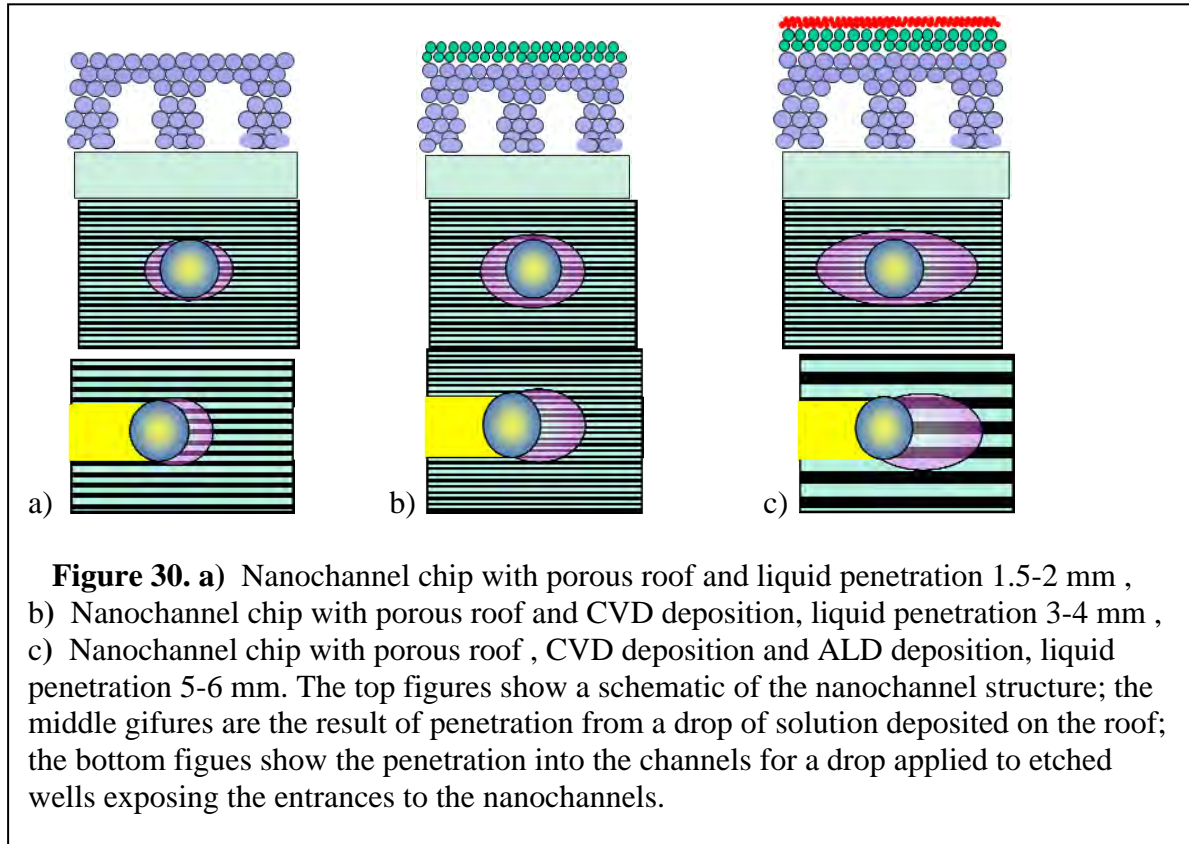 a)
b)
c)
Figure 30. a) Nanochannel chip with porous roof and liquid penetration 1.5-2 mm ,
b) Nanochannel chip with porous roof and CVD deposition, liquid penetration 3-4 mm ,
c) Nanochannel chip with porous roof , CVD deposition and ALD deposition, liquid
penetration 5-6 mm. The top figures show a schematic of the nanochannel structure; the
middle gifures are the result of penetration from a drop of solution deposited on the roof;
the bottom figues show the penetration into the channels for a drop applied to etched
wells exposing the entrances to the nanochannels.